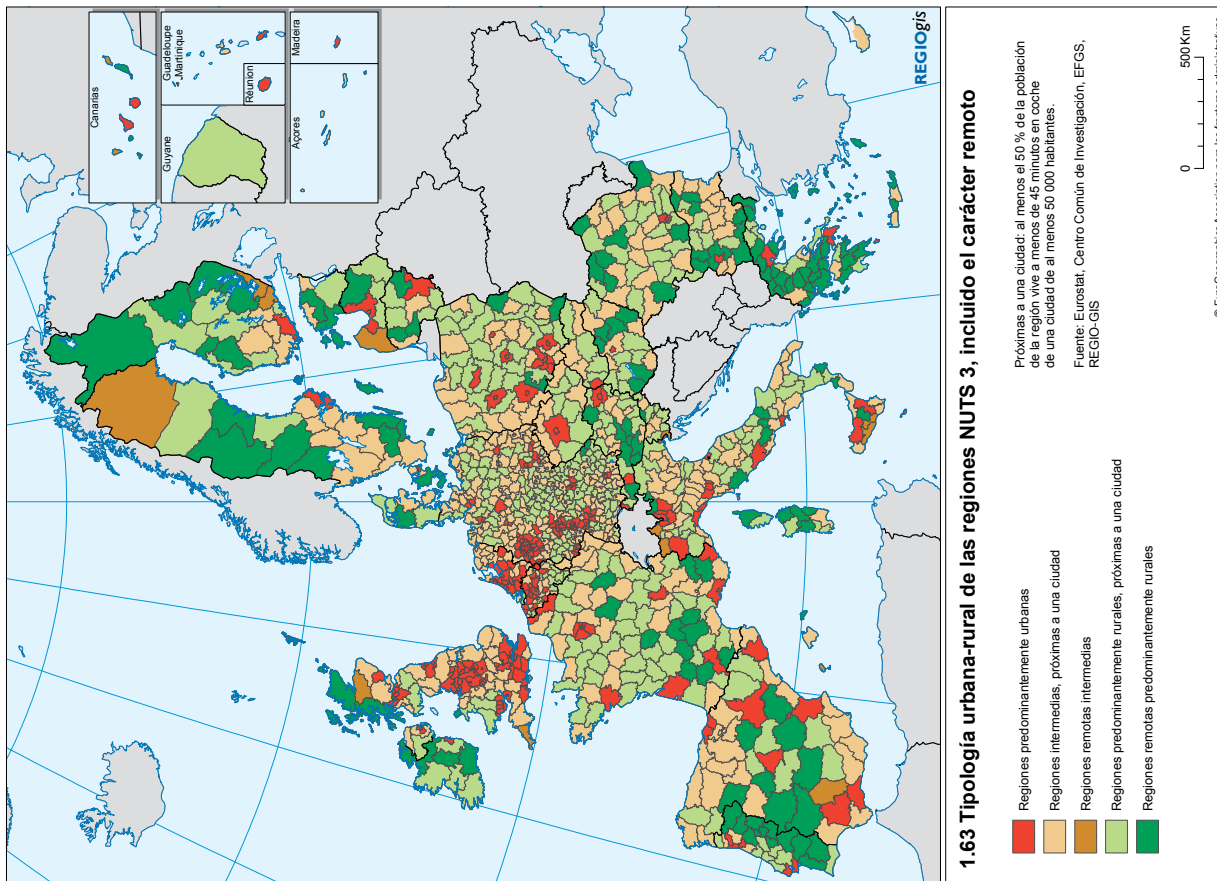 Canarias
Guadeloupe
Martinique
Guyane
Réunion
Açores
Madeira
REGIOgis
1.63 Tipología urbana-rural de las regiones NUTS 3, incluido el carácter remoto
Regiones predominantemente urbanas
Regiones intermedias, próximas a una ciudad
Regiones remotas intermedias
Regiones predominantemente rurales, próximas a una ciudad
Regiones remotas predominantemente rurales
Próximas a una ciudad: al menos el 50 % de la población
de la región vive a menos de 45 minutos en coche
de una ciudad de al menos 50 000 habitantes.
Fuente: Eurostat, Centro Común de Investigación, EFGS,
REGIO-GIS
0 500 Km